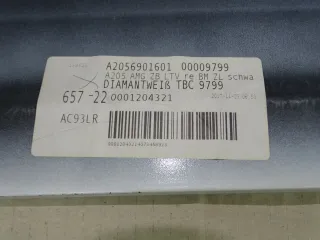 A2056901601 00009799
A205 AMG ZB LTV re BM ZL schwa
DIAMANTWEIß TBC 9799
657-22 0001204321
AC93LR